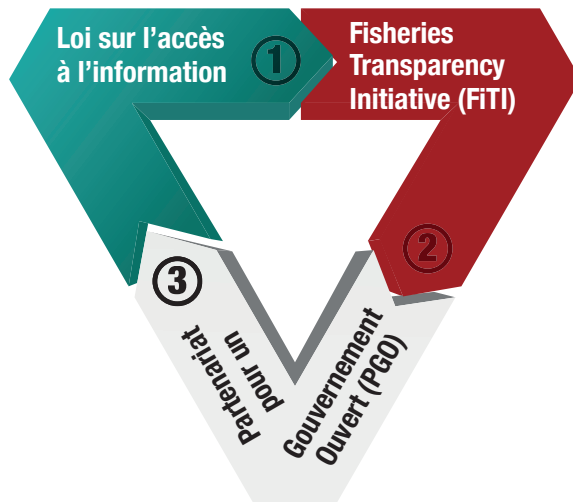 Loi sur l’accès
à l’information
1
Fisheries
Transparency
Initiative (FiTI)
2
3
Partenariat
pour un
Gouvernement
Ouvert (PGO)